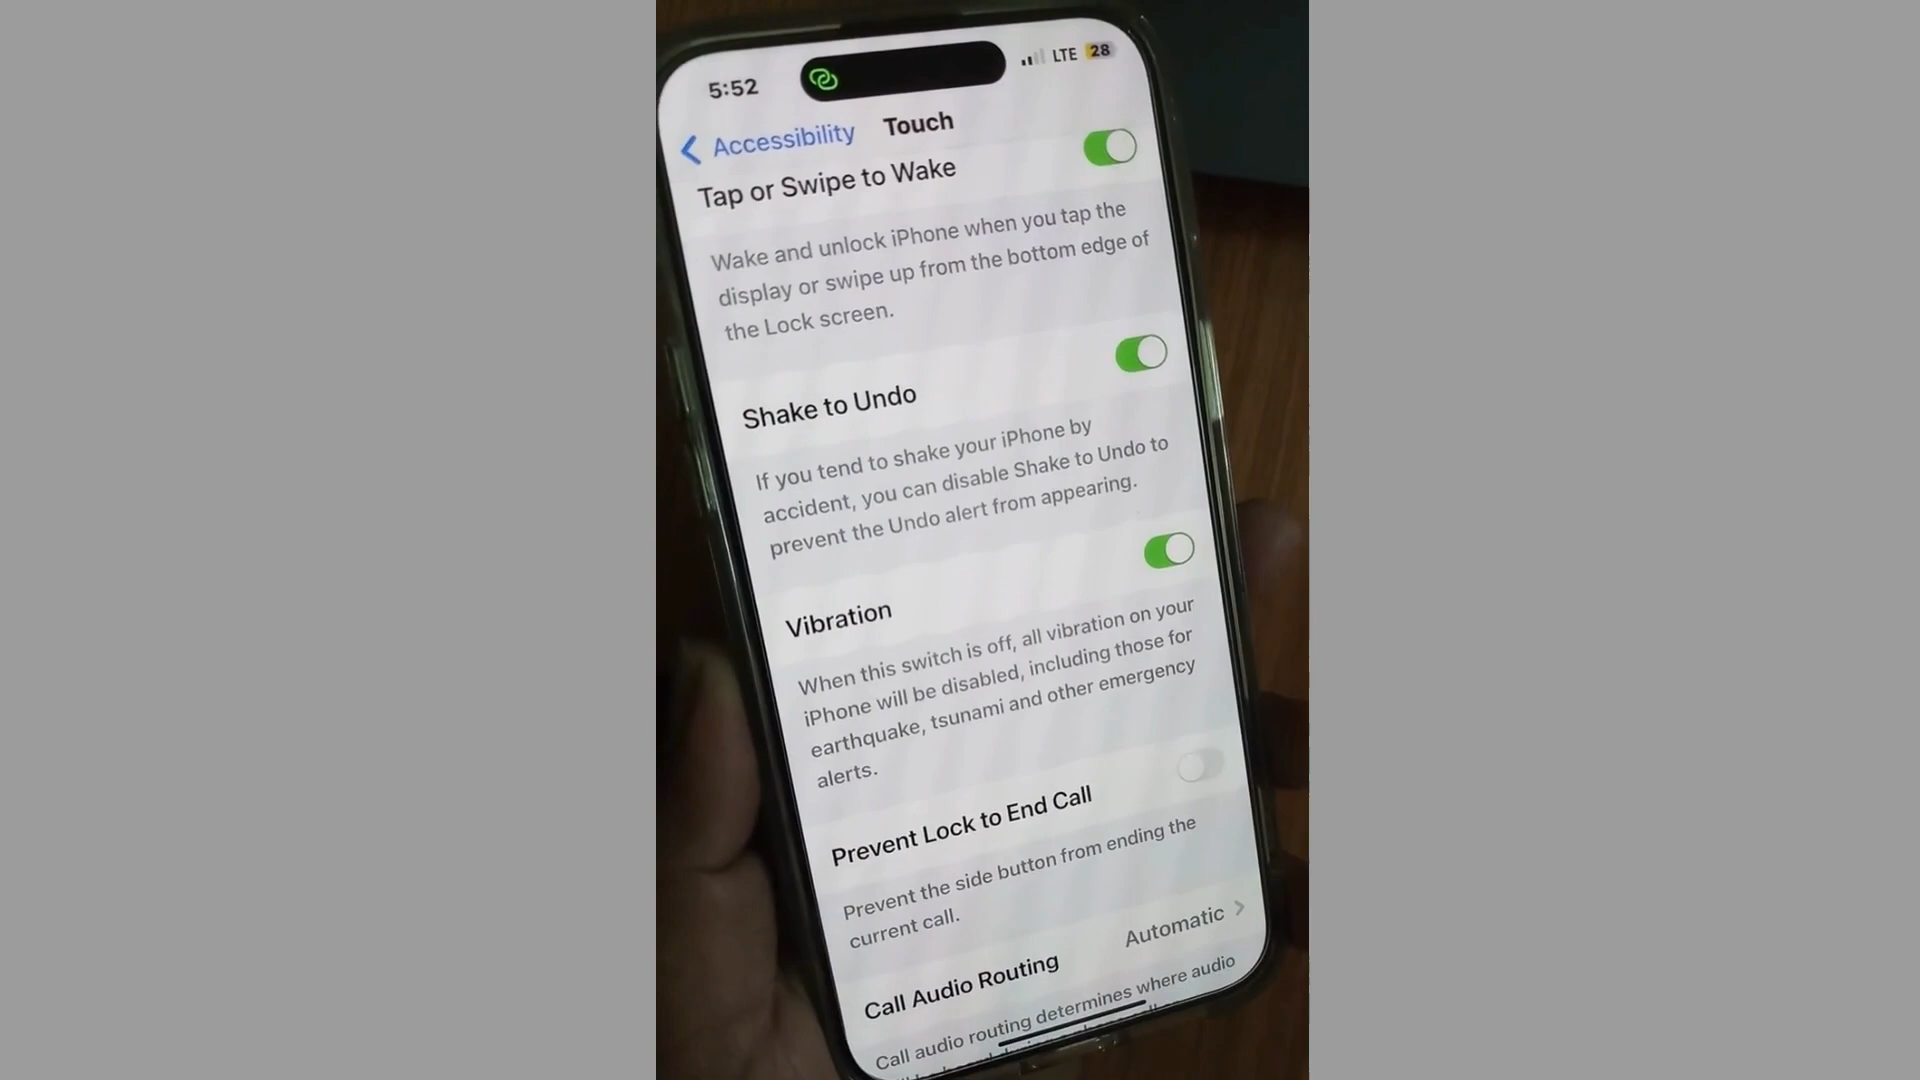 5:52
LTE 28
Accessibility
Touch
Tap or Swipe to Wake
Wake and unlock iPhone when you tap the
display or swipe up from the bottom edge of
the Lock screen.
Shake to Undo
If you tend to shake your iPhone by
accident, you can disable Shake to Undo to
prevent the Undo alert from appearing.
Vibration
When this switch is off, all vibration on your
iPhone will be disabled, including those for
earthquake, tsunami and other emergency
alerts.
Prevent Lock to End Call
Prevent the side button from ending the
current call.
Call Audio Routing
Automatic
Call audio routing determines where audio